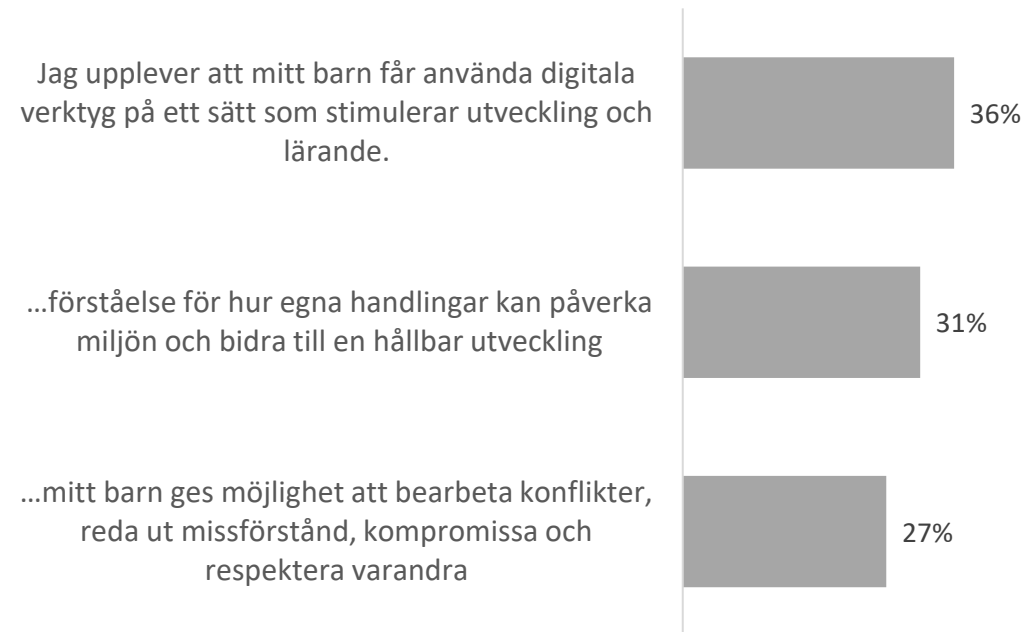 Jag upplever att mitt barn får använda digitala
verktyg på ett sätt som stimulerar utveckling och
lärande.
36%
…förståelse för hur egna handlingar kan påverka
miljön och bidra till en hållbar utveckling
31%
…mitt barn ges möjlighet att bearbeta konflikter,
reda ut missförstånd, kompromissa och
respektera varandra
27%